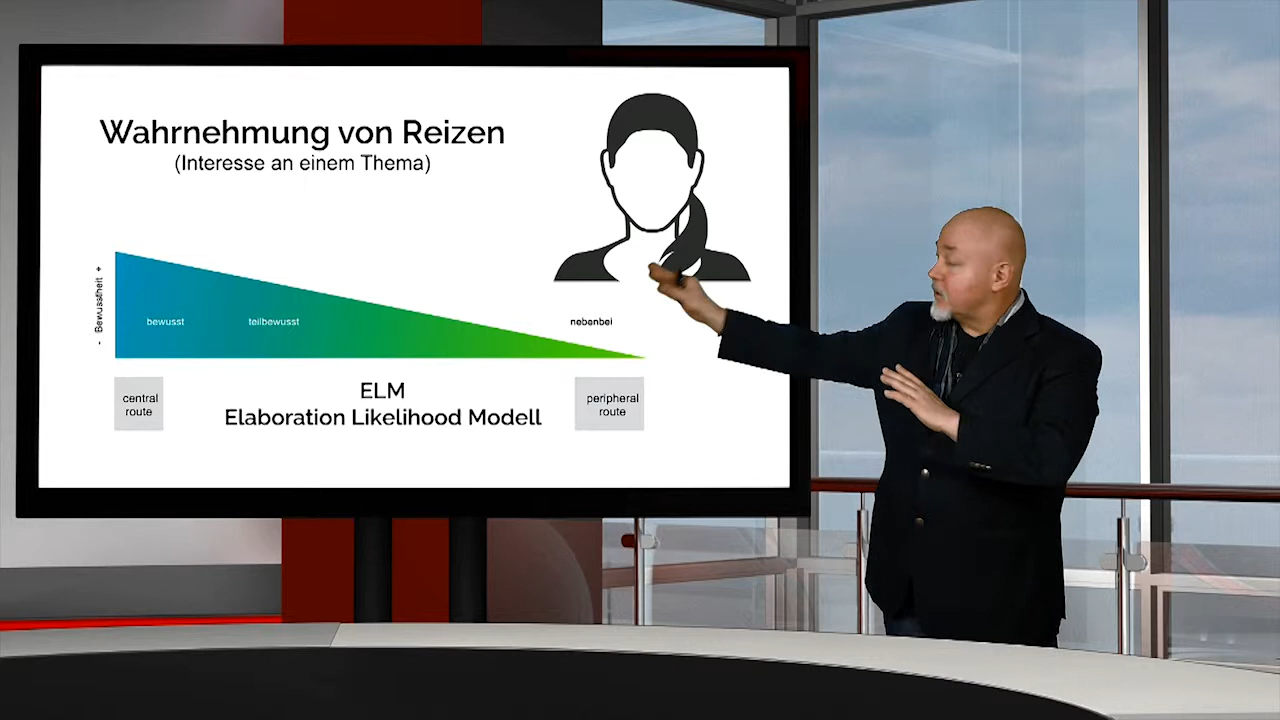 Wahrnehmung von Reizen
(Interesse an einem Thema)
- Bewusstheit +
bewusst
teilbewusst
nebenbei
central
route
ELM
Elaboration Likelihood Modell
peripheral
route